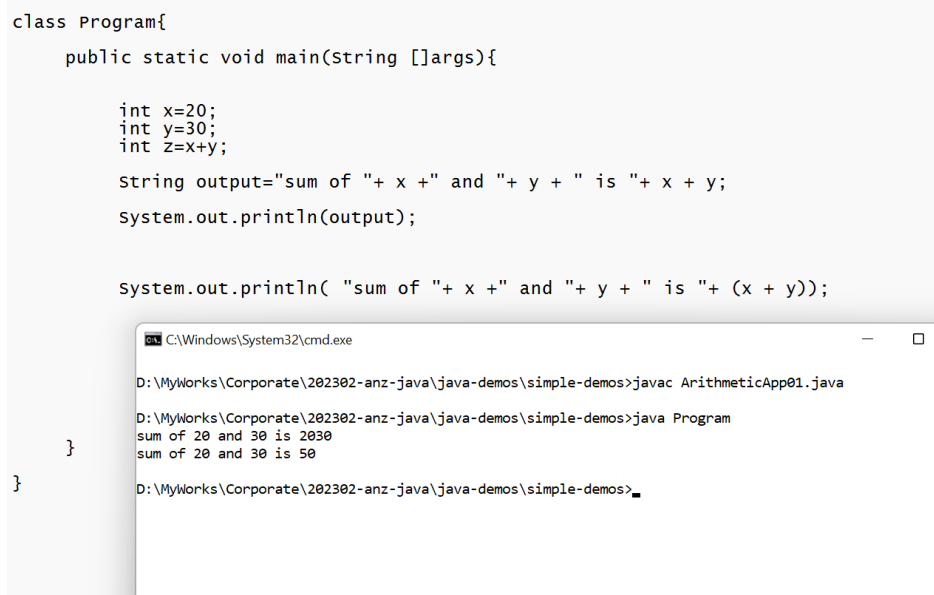 class Program{
public static void main(String []args){
int x=20;
int y=30;
int z=x+y;
String output="sum of "+ x +" and "+ y + " is "+ x + y;
System.out.println(output);
System.out.println( "sum of "+ x +" and "+ y + " is "+ (x + y));
C:\Windows\System32\cmd.exe
D:\MyWorks\Corporate\202302-anz-java\java-demos\simple-demos>javac ArithmeticApp01.java
D:\MyWorks\Corporate\202302-anz-java\java-demos\simple-demos>java Program
sum of 20 and 30 is 2030
sum of 20 and 30 is 50
D:\MyWorks\Corporate\202302-anz-java\java-demos\simple-demos>
}
}